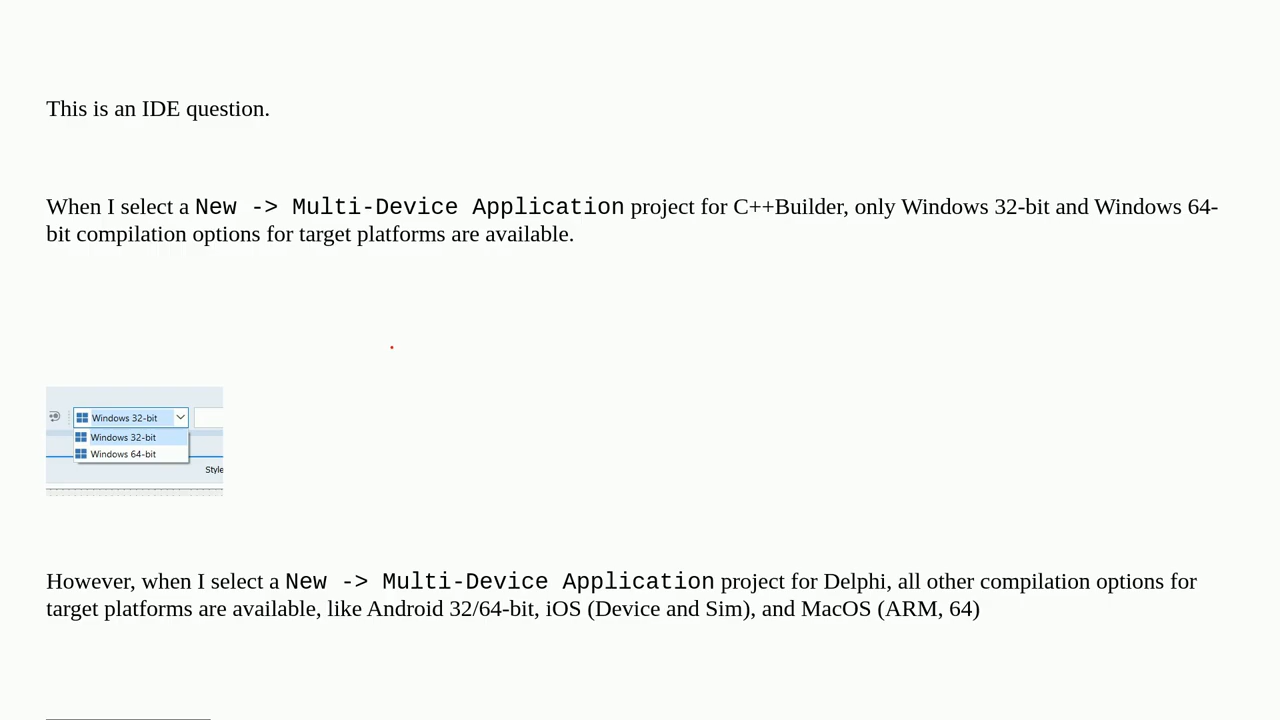 This is an IDE question.
When I select a New -> Multi-Device Application project for C++Builder, only Windows 32-bit and Windows 64-
bit compilation options for target platforms are available.
Windows 32-bit
Windows 32-bit
Windows 64-bit
Style
However, when I select a New -> Multi-Device Application project for Delphi, all other compilation options for
target platforms are available, like Android 32/64-bit, iOS (Device and Sim), and MacOS (ARM, 64)